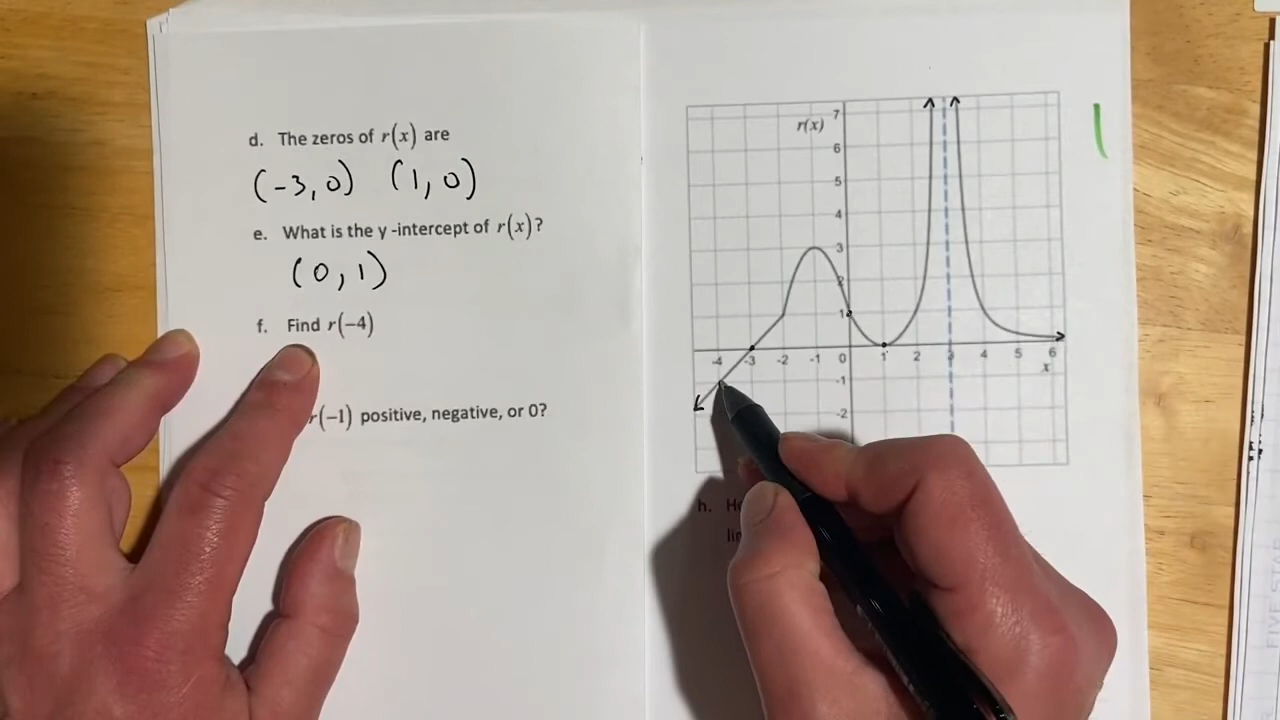 d. The zeros of r(x) are
(-3, 0) (1, 0)
e. What is the y -intercept of r(x)?
(0, 1)
f. Find r(−4)
r(−1) positive, negative, or 0?
r(x)
7
6
5
4
3
2
1
-4 -3 -2 -1 0 1 2 3 4 5 6
x
-1
-2
h.
FIVE STAR